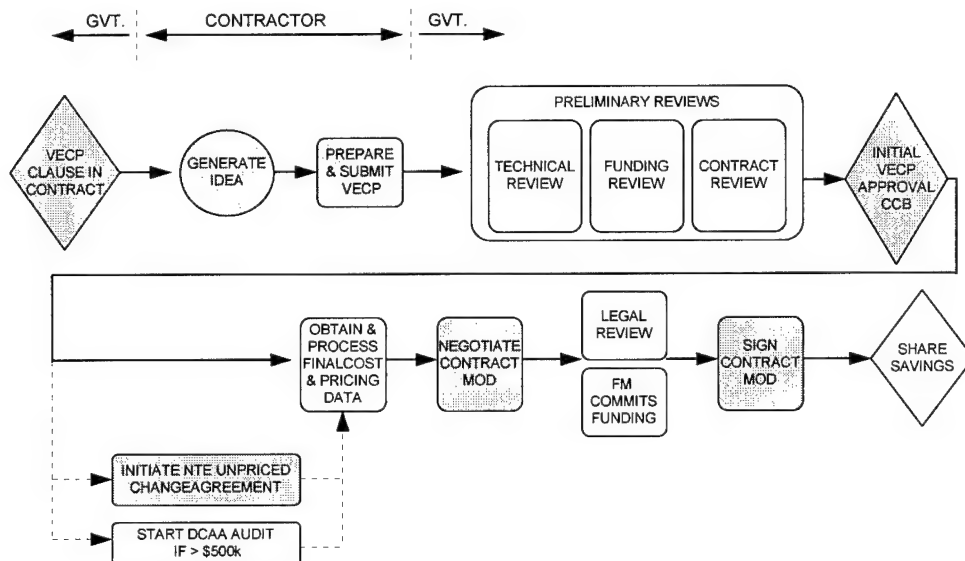 GVT.
CONTRACTOR
GVT.
VECP
CLAUSE IN
CONTRACT.
GENERATE
IDEA
PREPARE
& SUBMIT
VECP
PRELIMINARY REVIEWS
TECHNICAL
REVIEW
FUNDING
REVIEW
CONTRACT
REVIEW
INITIAL
VECP
APPROVAL
CCB
OBTAIN &
PROCESS
FINALCOST
& PRICING
DATA
NEGOTIATE
CONTRACT
MOD
LEGAL
REVIEW
FM
COMMITS
FUNDING
SIGN
CONTRACT
MOD
SHARE
SAVINGS
INITIATE NTE UNPRICED
CHANGEAGREEMENT
START DCAA AUDIT
IF > $500k